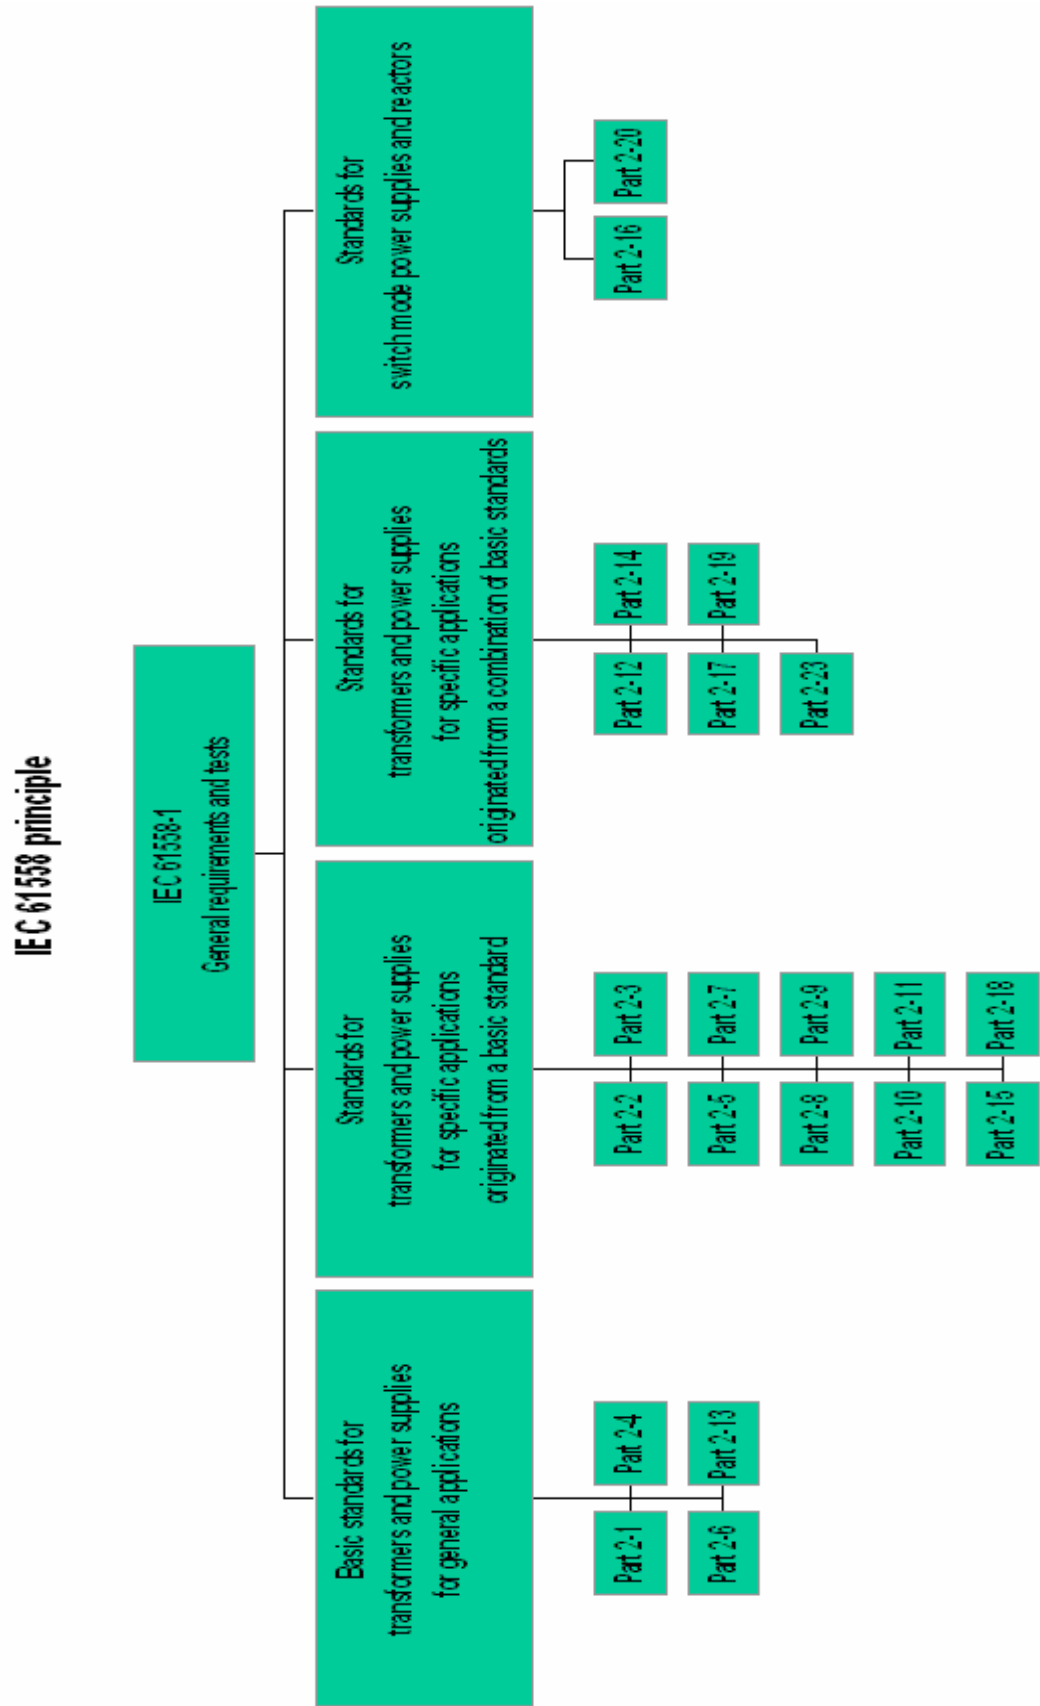 IEC 61558 principle
IEC 61558-1
General requirements and tests
Basic standards for
transformers and power supplies
for general applications
Part 2-1
Part 2-4
Part 2-6
Part 2-13
Standards for
transformers and power supplies
for specific applications
originated from a basic standard
Part 2-2
Part 2-3
Part 2-5
Part 2-7
Part 2-8
Part 2-9
Part 2-10
Part 2-11
Part 2-15
Part 2-18
Standards for
transformers and power supplies
for specific applications
originated from a combination of basic standards
Part 2-12
Part 2-14
Part 2-17
Part 2-19
Part 2-23
Standards for
switch mode power supplies and reactors
Part 2-16
Part 2-20